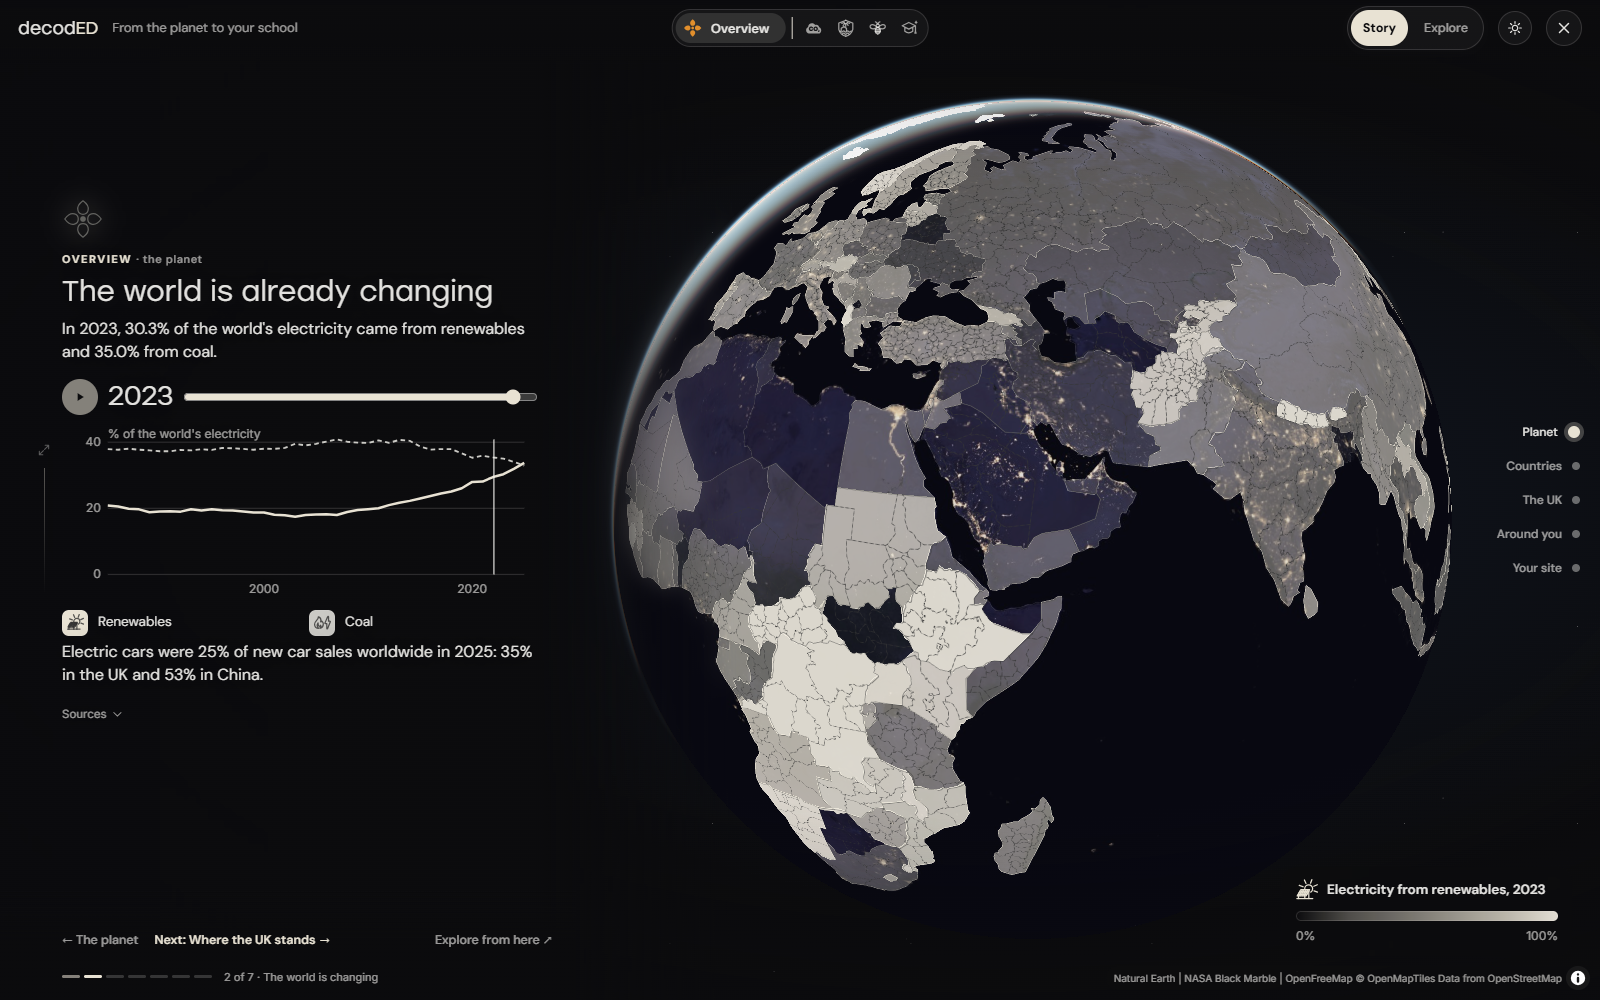 decodED
From the planet to your school
Overview
Story
Explore
OVERVIEW · the planet
The world is already changing
In 2023, 30.3% of the world's electricity came from renewables
and 35.0% from coal.
2023
% of the world's electricity
40
20
0
2000
2020
Renewables
Coal
Electric cars were 25% of new car sales worldwide in 2025: 35%
in the UK and 53% in China.
Sources
← The planet
Next: Where the UK stands →
Explore from here ↗
2 of 7 · The world is changing
Planet
Countries
The UK
Around you
Your site
Electricity from renewables, 2023
0%
100%
Natural Earth | NASA Black Marble | OpenFreeMap © OpenMapTiles Data from OpenStreetMap